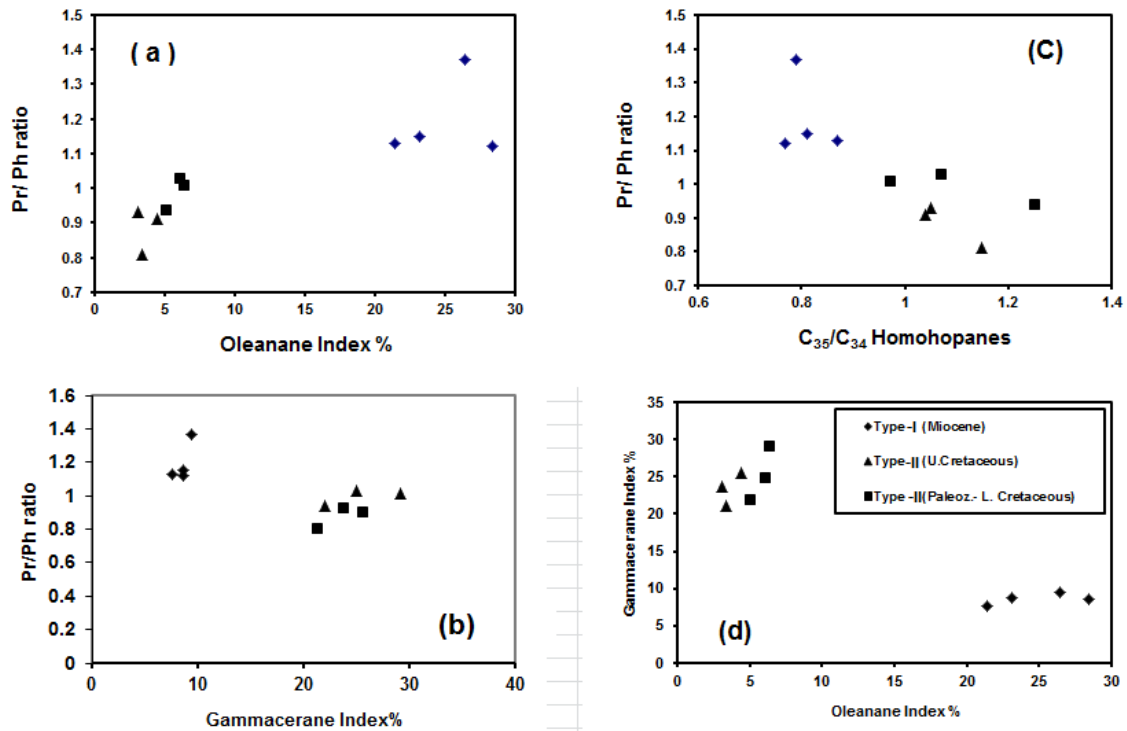 ( a )
1.5
1.4
1.3
1.2
1.1
1
0.9
0.8
0.7
Pr/ Ph ratio
0 5 10 15 20 25 30
Oleanane Index %
(C)
1.5
1.4
1.3
1.2
1.1
1
0.9
0.8
0.7
Pr/ Ph ratio
0.6 0.8 1 1.2 1.4
C₃₅/C₃₄ Homohopanes
1.6
1.4
1.2
1
0.8
0.6
0.4
0.2
0
Pr/Ph ratio
(b)
0 10 20 30 40
Gammacerane Index%
35
30
25
20
15
10
5
0
Gammacerane Index %
Type-I (Miocene)
Type-II (U.Cretaceous)
Type -II(Paleoz.- L. Cretaceous)
(d)
0 5 10 15 20 25 30
Oleanane Index %